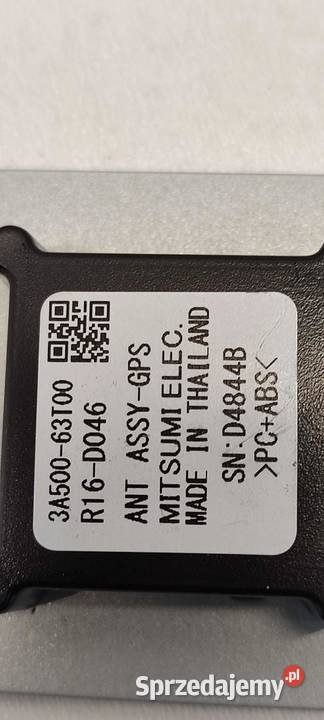 3A500-63T00
R16-D046
ANT ASSY-GPS
MITSUMI ELEC.
MADE IN THAILAND
SN:D4844B
>PC+ABS<
Sprzedajemy.pl